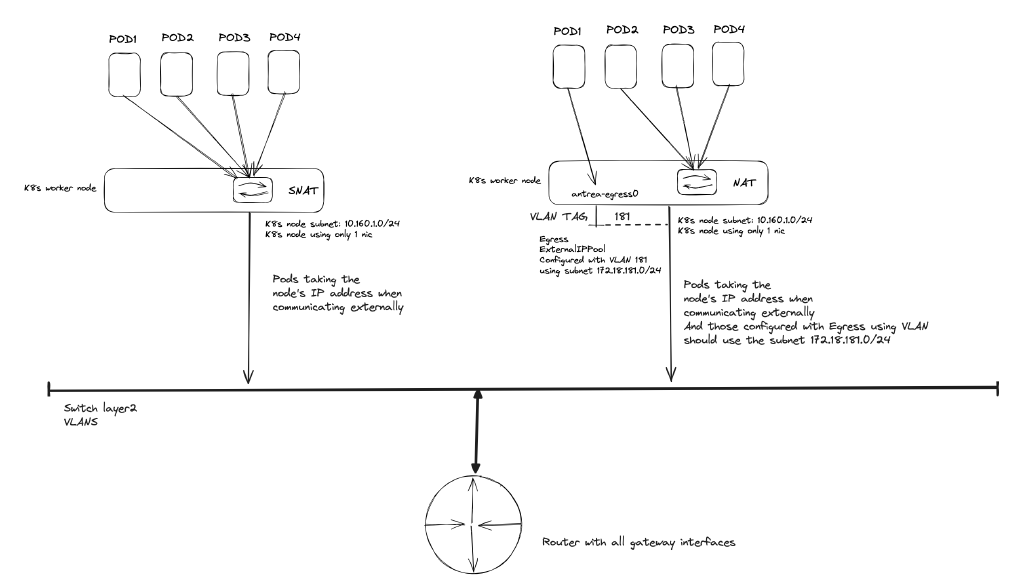 POD1 POD2 POD3 POD4
K8s worker node
SNAT
K8s node subnet: 10.160.1.0/24
K8s node using only 1 nic
Pods taking the
node's IP address when
communicating externally
POD1 POD2 POD3 POD4
K8s worker node
antrea-egress0
NAT
VLAN TAG 181
K8s node subnet: 10.160.1.0/24
K8s node using only 1 nic
Egress
ExternalIPPool
Configured with VLAN 181
using subnet 172.18.181.0/24
Pods taking the
node's IP address when
communicating externally
And those configured with Egress using VLAN
should use the subnet 172.18.181.0/24
Switch layer2
VLANS
Router with all gateway interfaces